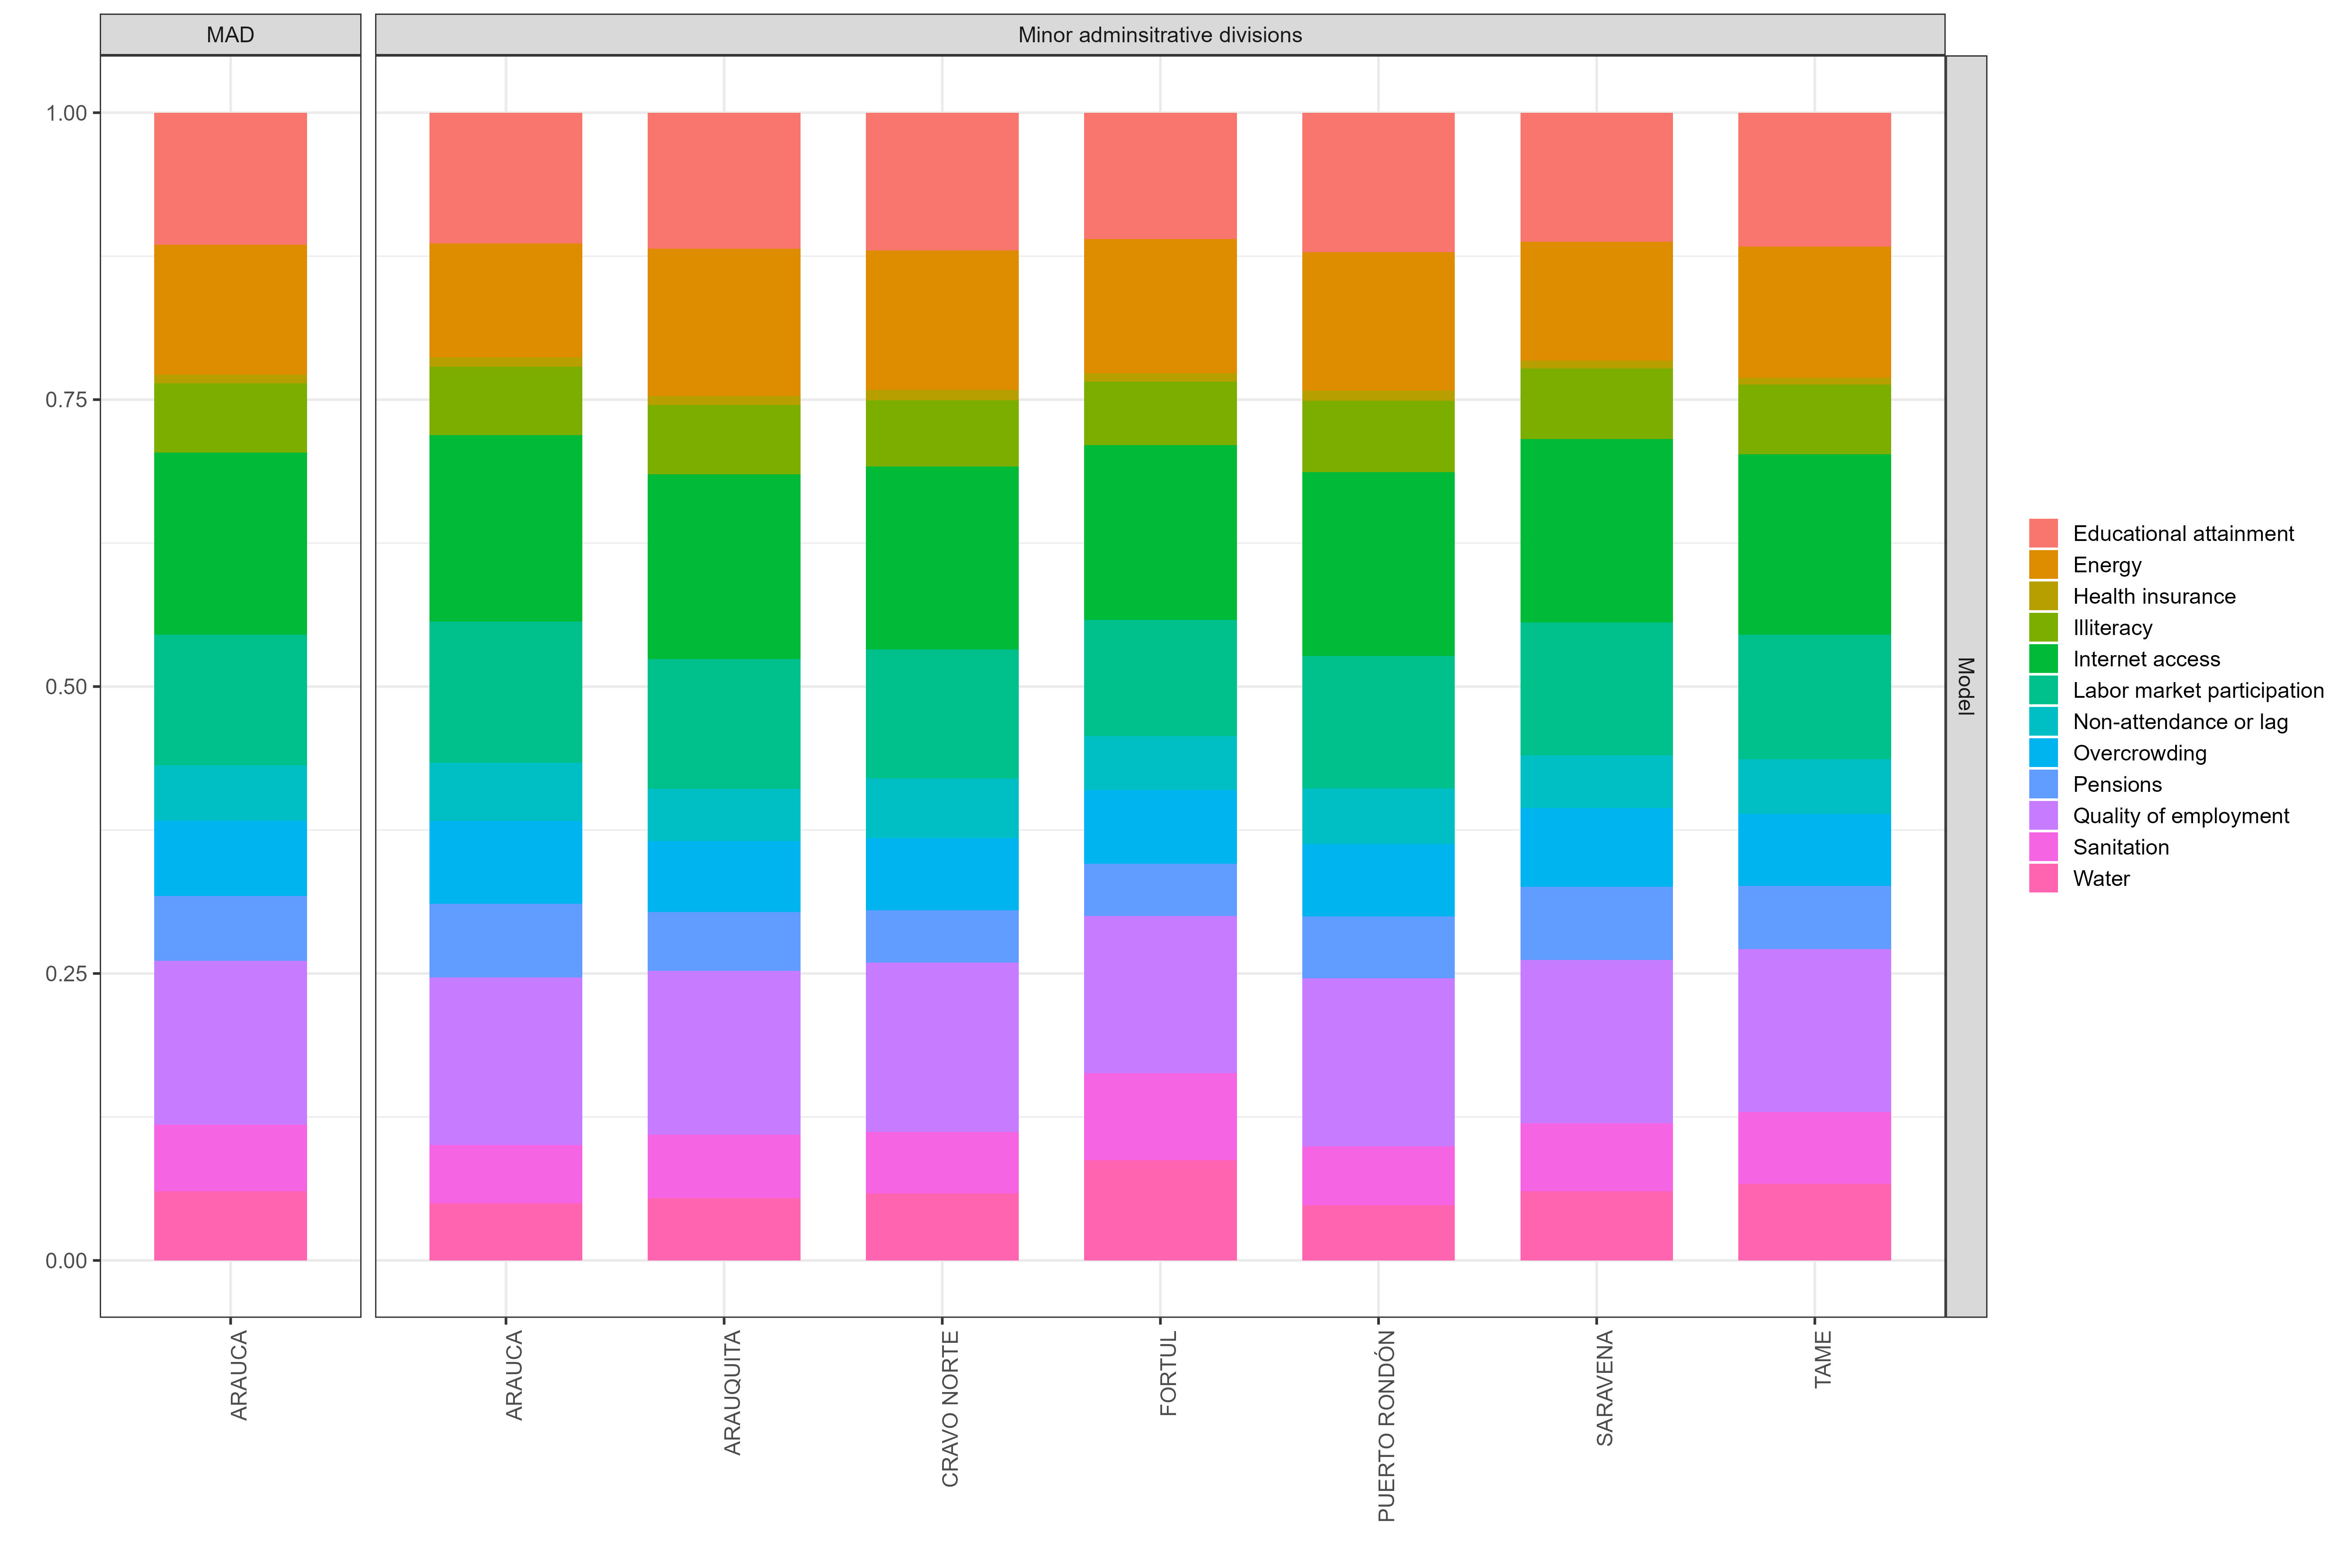 MAD
Minor adminsitrative divisions
1.00
0.75
0.50
0.25
0.00
Model
ARAUCA
ARAUCA
ARAUQUITA
CRAVO NORTE
FORTUL
PUERTO RONDÓN
SARAVENA
TAME
Educational attainment
Energy
Health insurance
Illiteracy
Internet access
Labor market participation
Non-attendance or lag
Overcrowding
Pensions
Quality of employment
Sanitation
Water